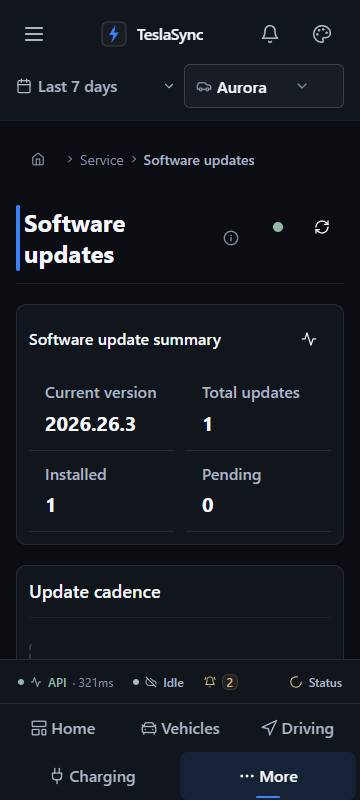 TeslaSync
Last 7 days
Aurora
Service
Software updates
Software
updates
Software update summary
Current version
Total updates
2026.26.3
1
Installed
Pending
1
0
Update cadence
API · 321ms
Idle
2
Status
Home
Vehicles
Driving
Charging
More